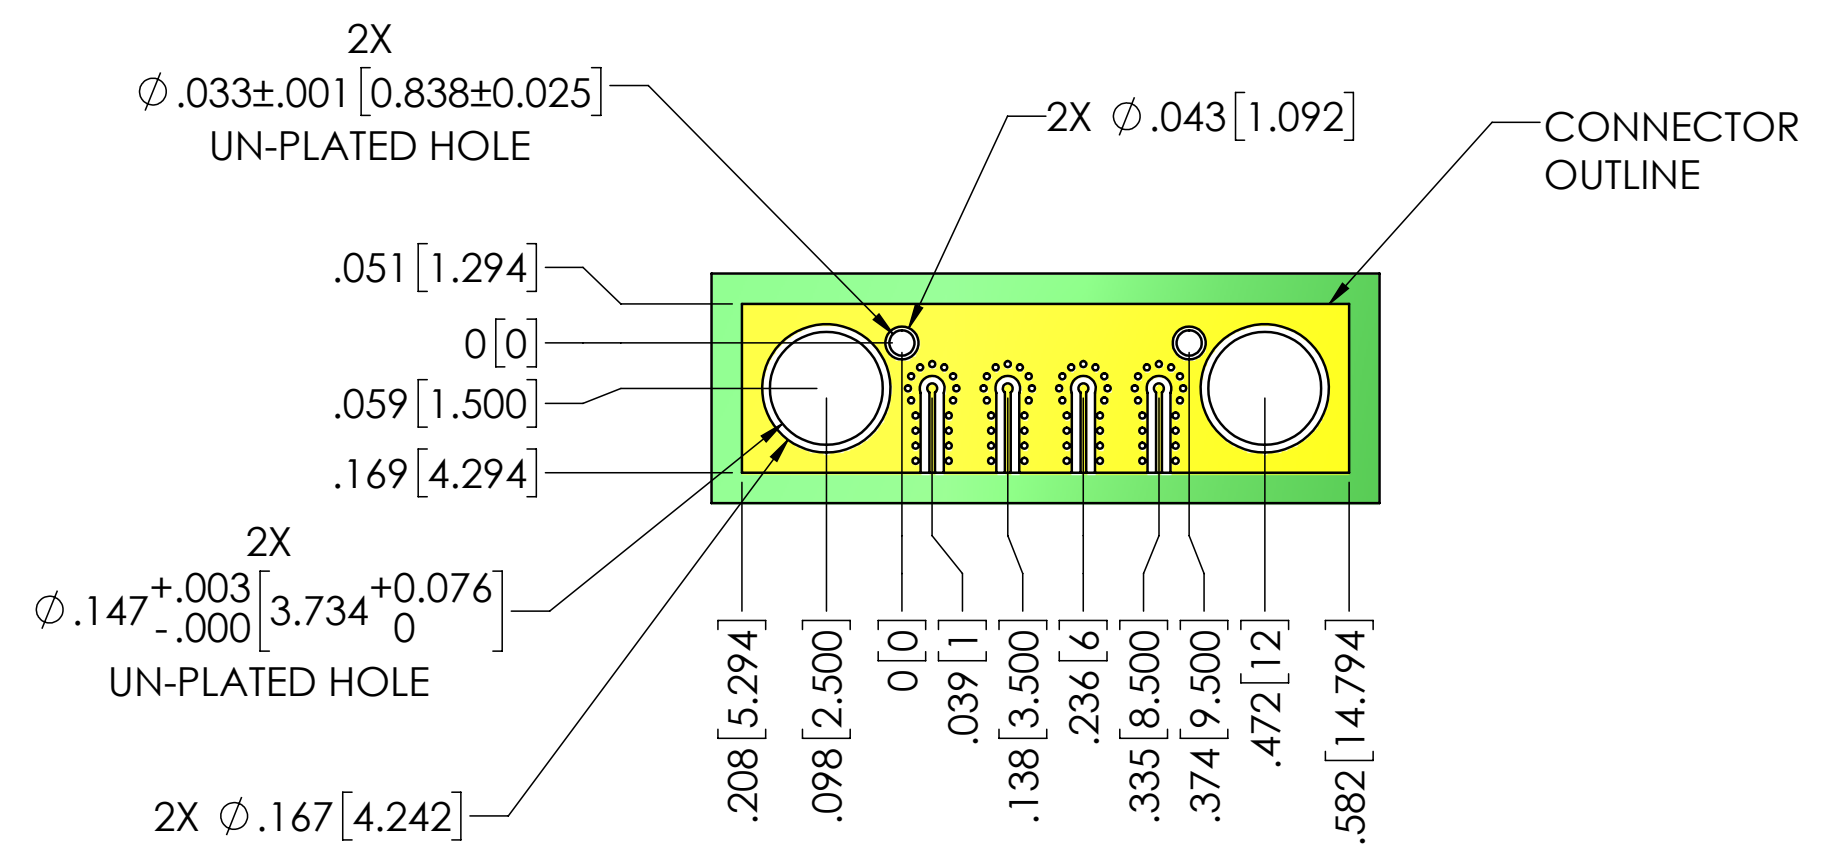 2X
⌀ .033±.001 [0.838±0.025]
UN-PLATED HOLE
2X ⌀ .043 [1.092]
CONNECTOR
OUTLINE
.051 [1.294]
0 [0]
.059 [1.500]
.169 [4.294]
2X
⌀ .147 +.003 -.000 [3.734 +0.076 0]
UN-PLATED HOLE
2X ⌀ .167 [4.242]
.208 [5.294]
.098 [2.500]
0 [0]
.039 [1]
.138 [3.500]
.236 [6]
.335 [8.500]
.374 [9.500]
.472 [12]
.582 [14.794]